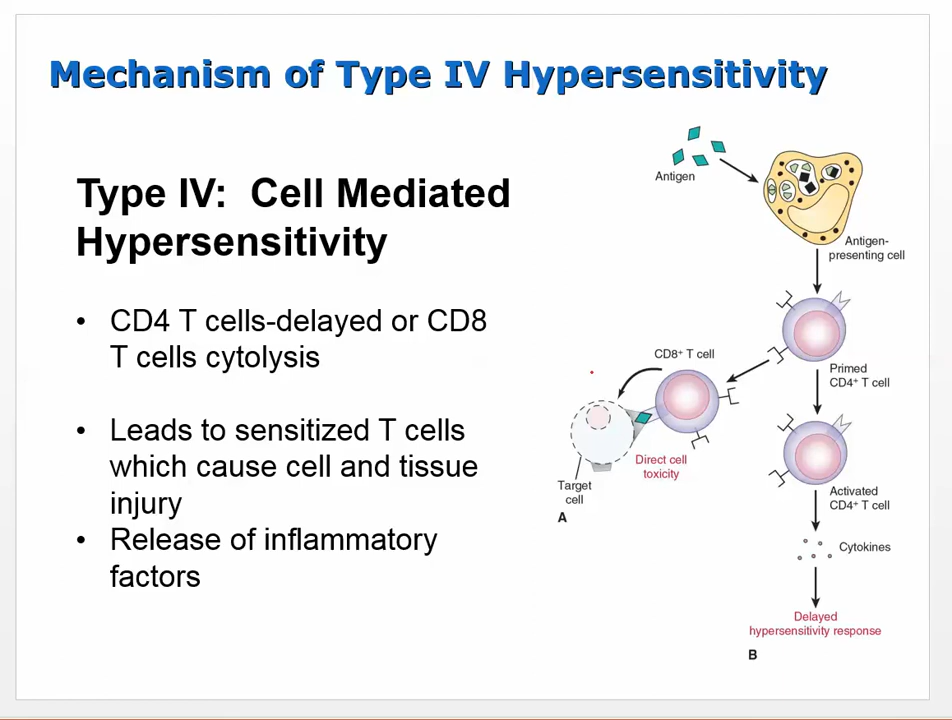 Mechanism of Type IV Hypersensitivity
Type IV:  Cell Mediated
Hypersensitivity
• CD4 T cells-delayed or CD8
T cells cytolysis
• Leads to sensitized T cells
which cause cell and tissue
injury
• Release of inflammatory
factors
Antigen
Antigen-
presenting cell
CD8⁺ T cell
Primed
CD4⁺ T cell
Direct cell
toxicity
Target
cell
A
Activated
CD4⁺ T cell
Cytokines
Delayed
hypersensitivity response
B